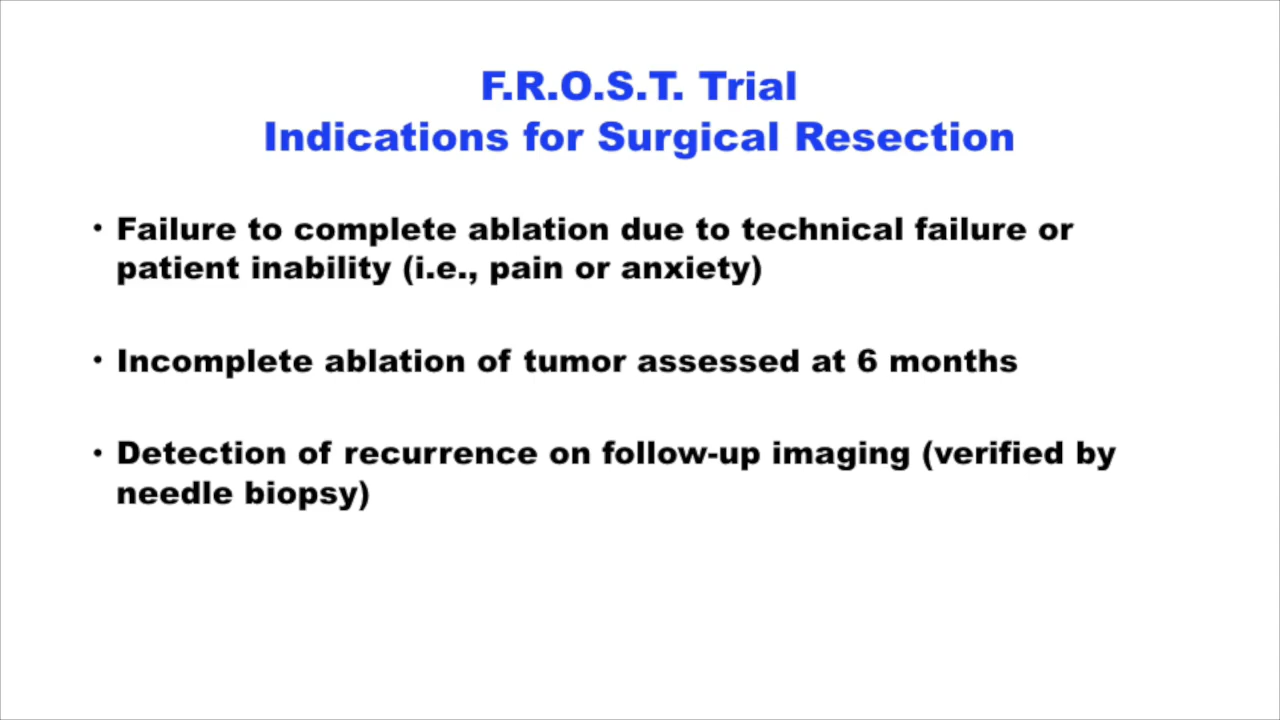 F.R.O.S.T. Trial
Indications for Surgical Resection
• Failure to complete ablation due to technical failure or
patient inability (i.e., pain or anxiety)
• Incomplete ablation of tumor assessed at 6 months
• Detection of recurrence on follow-up imaging (verified by
needle biopsy)